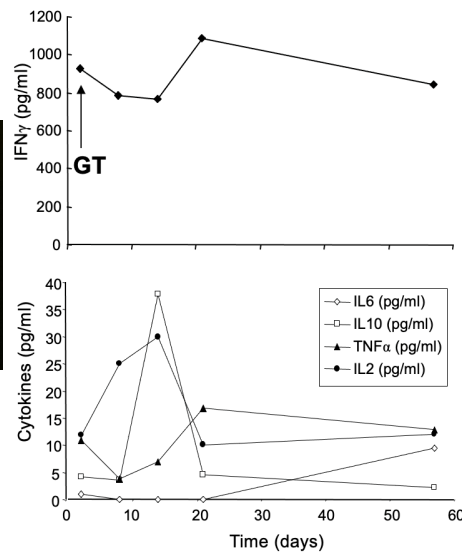 1200
1000
800
600
400
200
0
IFNγ (pg/ml)
GT
40
35
30
25
20
15
10
5
0
Cytokines (pg/ml)
IL6 (pg/ml)
IL10 (pg/ml)
TNFα (pg/ml)
IL2 (pg/ml)
0 10 20 30 40 50 60
Time (days)